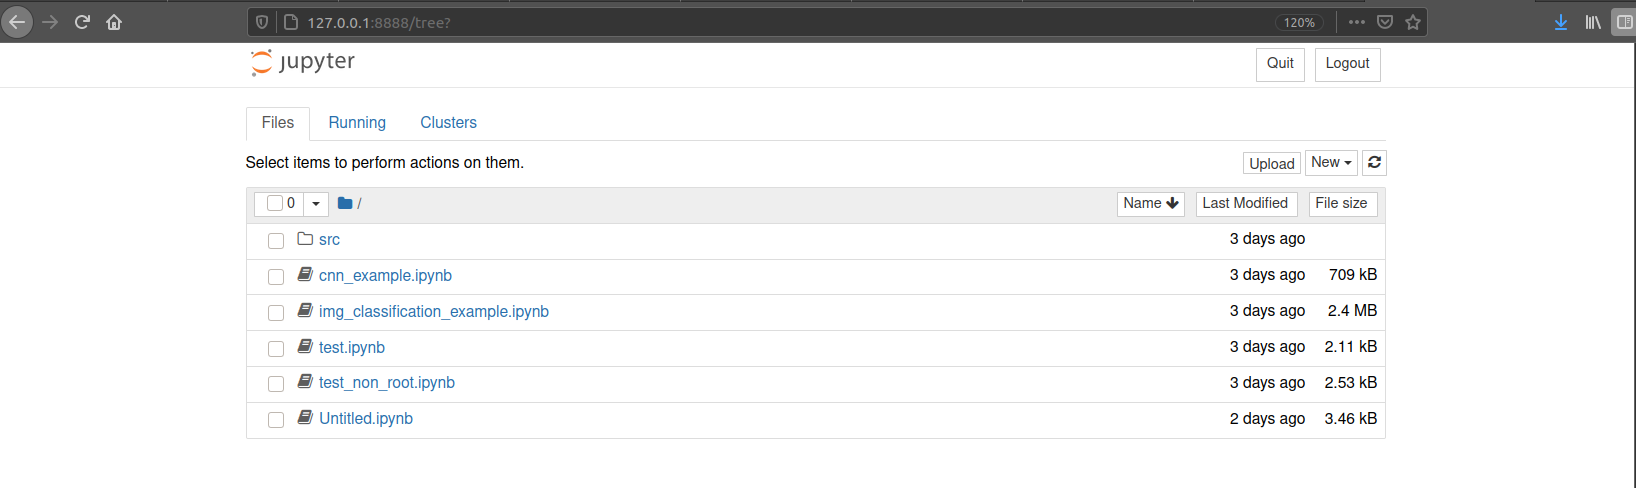 127.0.0.1:8888/tree? 120%
jupyter Quit Logout
Files Running Clusters
Select items to perform actions on them. Upload New
0 / Name Last Modified File size
src 3 days ago
cnn_example.ipynb 3 days ago 709 kB
img_classification_example.ipynb 3 days ago 2.4 MB
test.ipynb 3 days ago 2.11 kB
test_non_root.ipynb 3 days ago 2.53 kB
Untitled.ipynb 2 days ago 3.46 kB